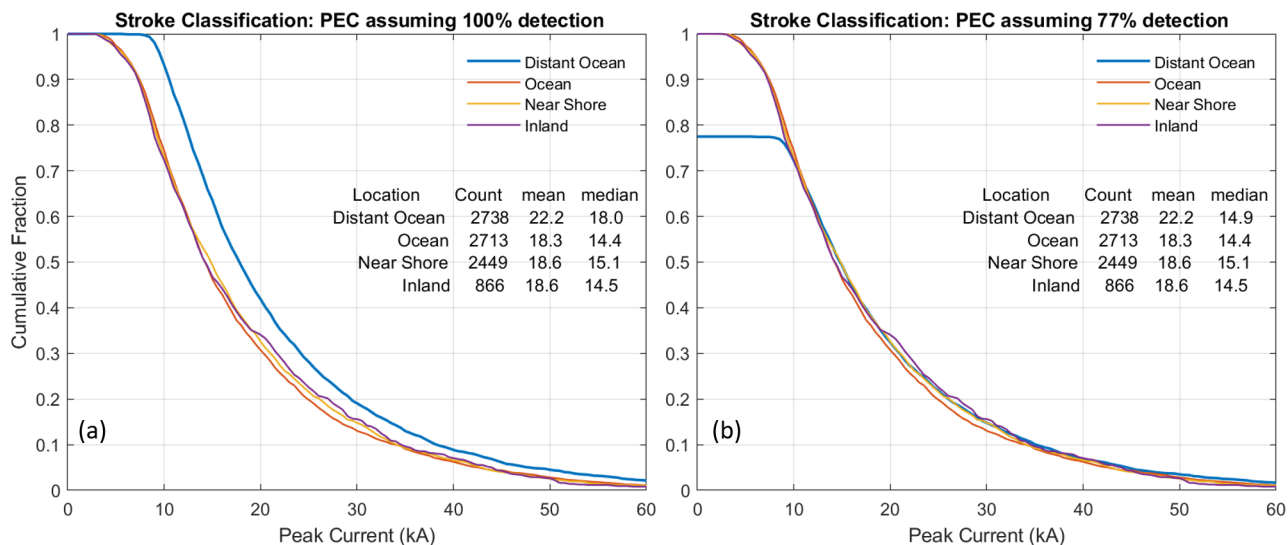 Stroke Classification: PEC assuming 100% detection
Distant Ocean
Ocean
Near Shore
Inland
Location Count mean median
Distant Ocean 2738 22.2 18.0
Ocean 2713 18.3 14.4
Near Shore 2449 18.6 15.1
Inland 866 18.6 14.5
(a)
Cumulative Fraction
1
0.9
0.8
0.7
0.6
0.5
0.4
0.3
0.2
0.1
0
0 10 20 30 40 50 60
Peak Current (kA)
Stroke Classification: PEC assuming 77% detection
Distant Ocean
Ocean
Near Shore
Inland
Location Count mean median
Distant Ocean 2738 22.2 14.9
Ocean 2713 18.3 14.4
Near Shore 2449 18.6 15.1
Inland 866 18.6 14.5
(b)
1
0.9
0.8
0.7
0.6
0.5
0.4
0.3
0.2
0.1
0
0 10 20 30 40 50 60
Peak Current (kA)